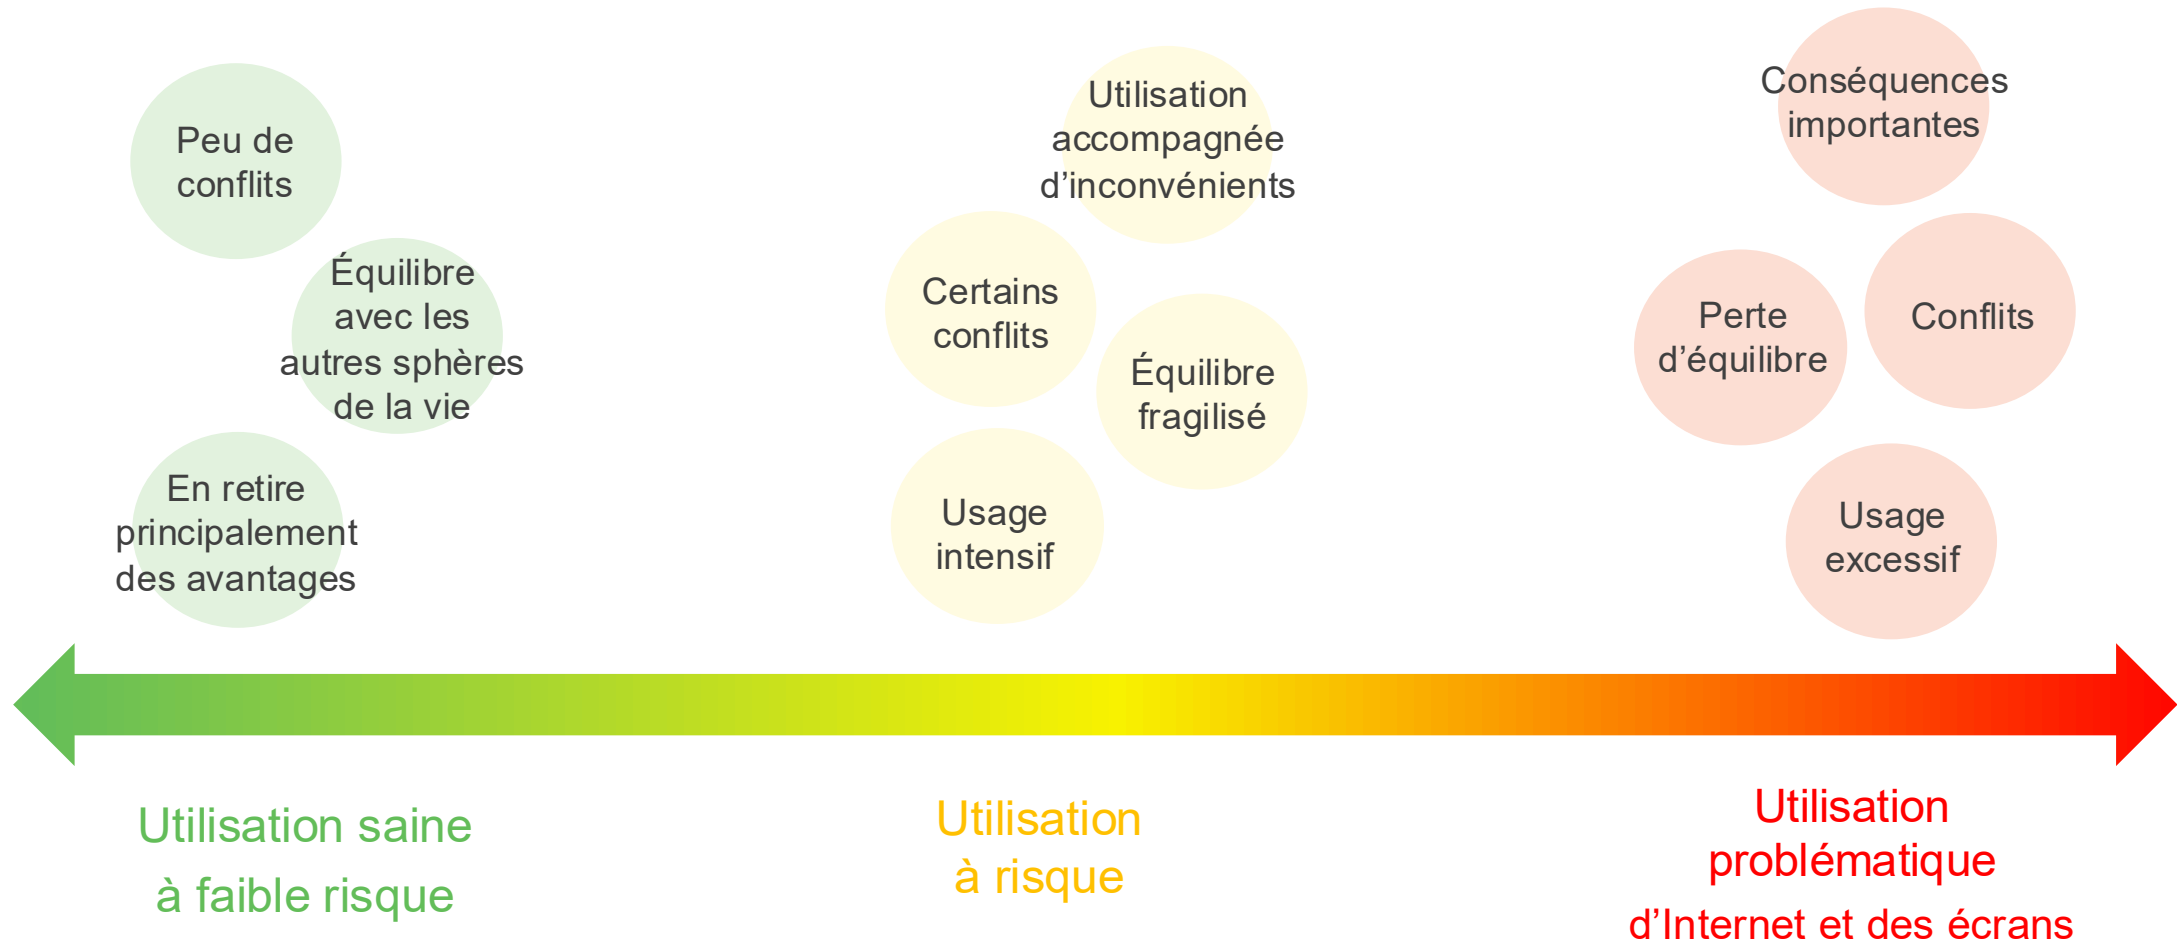 Peu de
conflits
Équilibre
avec les
autres sphères
de la vie
En retire
principalement
des avantages
Utilisation
accompagnée
d’inconvénients
Certains
conflits
Équilibre
fragilisé
Usage
intensif
Conséquences
importantes
Perte
d’équilibre
Conflits
Usage
excessif
Utilisation saine
à faible risque
Utilisation
à risque
Utilisation
problématique
d’Internet et des écrans